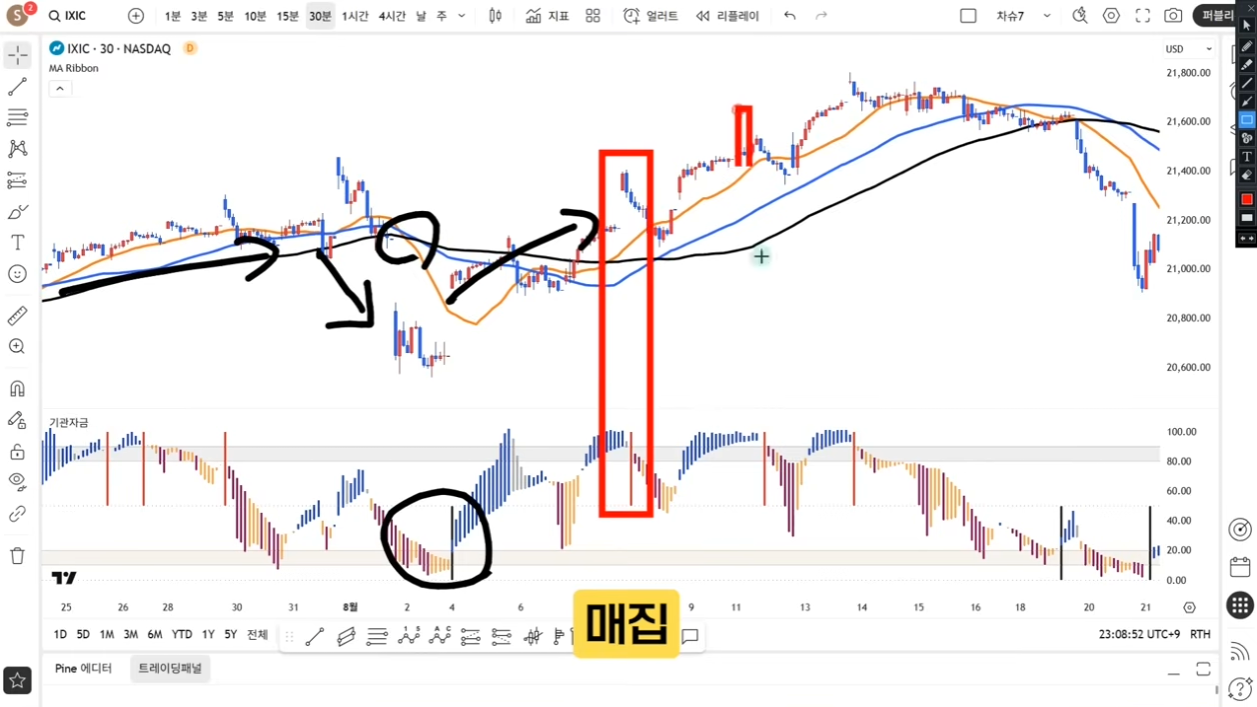 S 2 IXIC 1분 3분 5분 10분 15분 30분 1시간 4시간 날 주 지표 얼러트 리플레이 차슈7 퍼블리
IXIC · 30 · NASDAQ D
MA Ribbon
USD
21,800.00
21,600.00
21,400.00
21,200.00
21,000.00
20,800.00
20,600.00
기관자금
100.00
80.00
60.00
40.00
20.00
0.00
25 26 28 30 31 8월 2 4 6 9 11 13 14 15 16 18 20 21
매집
1D 5D 1M 3M 6M YTD 1Y 5Y 전체
23:08:52 UTC+9 RTH
Pine 에디터 트레이딩패널